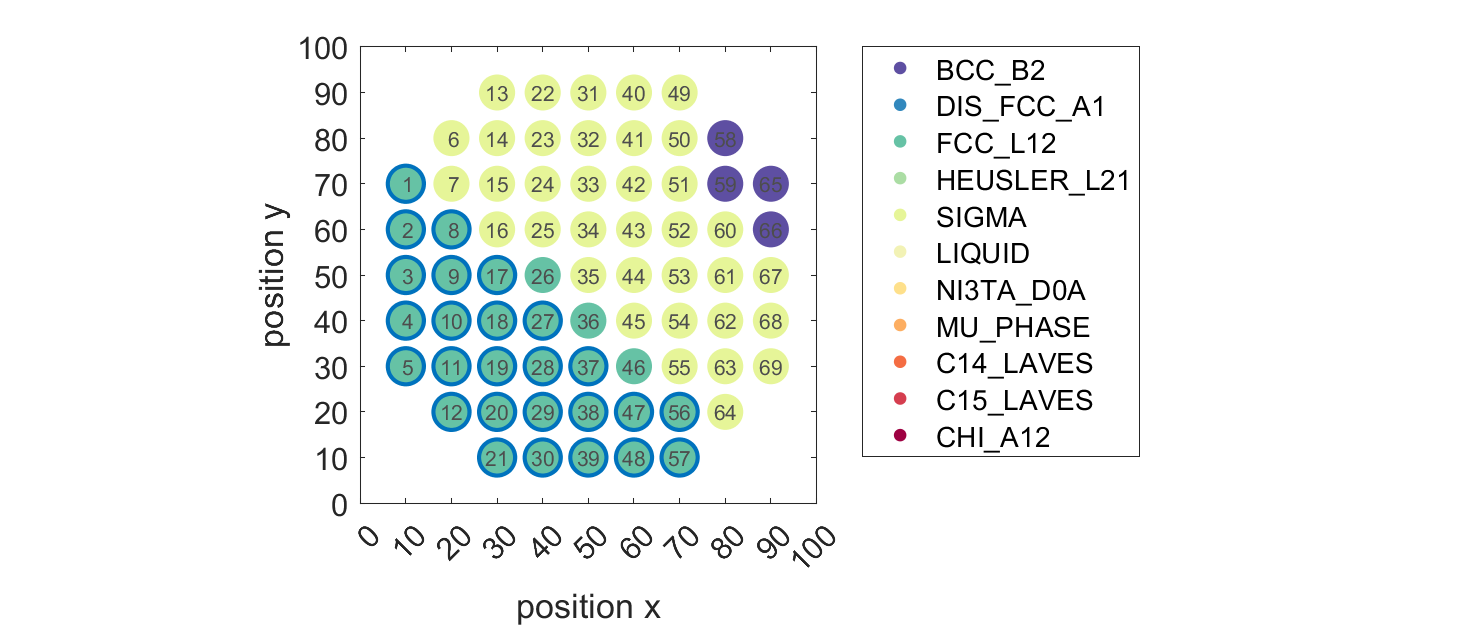 100
90 13 22 31 40 49
80 6 14 23 32 41 50 58
70 1 7 15 24 33 42 51 59 65
60 2 8 16 25 34 43 52 60 66
50 3 9 17 26 35 44 53 61 67
40 4 10 18 27 36 45 54 62 68
30 5 11 19 28 37 46 55 63 69
20 12 20 29 38 47 56 64
10 21 30 39 48 57
0
0 10 20 30 40 50 60 70 80 90 100
position x
position y
BCC_B2
DIS_FCC_A1
FCC_L12
HEUSLER_L21
SIGMA
LIQUID
NI3TA_D0A
MU_PHASE
C14_LAVES
C15_LAVES
CHI_A12